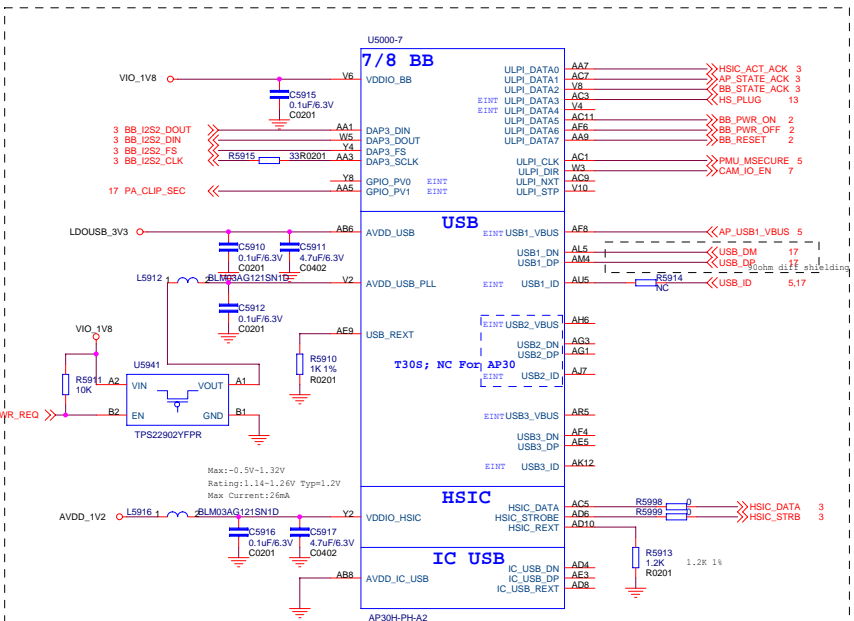 U5000-7
7/8 BB
VIO_1V8
V6
VDDIO_BB
C5915
0.1uF/6.3V
C0201
3 BB_I2S2_DOUT
AA1
DAP3_DIN
3 BB_I2S2_DIN
W5
DAP3_DOUT
3 BB_I2S2_FS
Y4
DAP3_FS
3 BB_I2S2_CLK
R5915
33R0201
AA3
DAP3_SCLK
Y8
GPIO_PV0 EINT
17 PA_CLIP_SEC
AA5
GPIO_PV1 EINT
ULPI_DATA0 AA7 HSIC_ACT_ACK 3
ULPI_DATA1 AC7 AP_STATE_ACK 3
ULPI_DATA2 V8 BB_STATE_ACK 3
EINT ULPI_DATA3 AC3 HS_PLUG 13
EINT ULPI_DATA4 V4
ULPI_DATA5 AC11 BB_PWR_ON 2
ULPI_DATA6 AF6 BB_PWR_OFF 2
ULPI_DATA7 AA9 BB_RESET 2
ULPI_CLK AC1 PMU_MSECURE 5
ULPI_DIR W3 CAM_IO_EN 7
ULPI_NXT AC9
ULPI_STP V10
USB
LDOUSB_3V3
AB6
AVDD_USB
C5910
0.1uF/6.3V
C0201
C5911
4.7uF/6.3V
C0402
L5912 1 2 BLM03AG121SN1D
V2
AVDD_USB_PLL
C5912
0.1uF/6.3V
C0201
AE9
USB_REXT
R5910
1K 1%
R0201
EINT USB1_VBUS AF8 AP_USB1_VBUS 5
USB1_DN AL5 USB_DM 17
USB1_DP AM4 USB_DP 17
90ohm diff shielding
EINT USB1_ID AU5 R5914 NC USB_ID 5,17
EINT USB2_VBUS AH6
USB2_DN AG3
USB2_DP AG1
T30S; NC For AP30
EINT USB2_ID AJ7
EINT USB3_VBUS AR5
USB3_DN AF4
USB3_DP AE5
EINT USB3_ID AK12
VIO_1V8
R5911
10K
U5941
A2 VIN VOUT A1
WR_REQ
B2 EN GND B1
TPS22902YFPR
Max:-0.5V-1.32V
Rating:1.14-1.26V Typ=1.2V
Max Current:26mA
HSIC
AVDD_1V2 L5916 1 2 BLM03AG121SN1D
Y2
VDDIO_HSIC
C5916
0.1uF/6.3V
C0201
C5917
4.7uF/6.3V
C0402
HSIC_DATA AC5 R5998 0 HSIC_DATA 3
HSIC_STROBE AD6 R5999 0 HSIC_STRB 3
HSIC_REXT AD10
R5913
1.2K
R0201
1.2K 1%
IC USB
AB8
AVDD_IC_USB
IC_USB_DN AD4
IC_USB_DP AE3
IC_USB_REXT AD8
AP30H-PH-A2